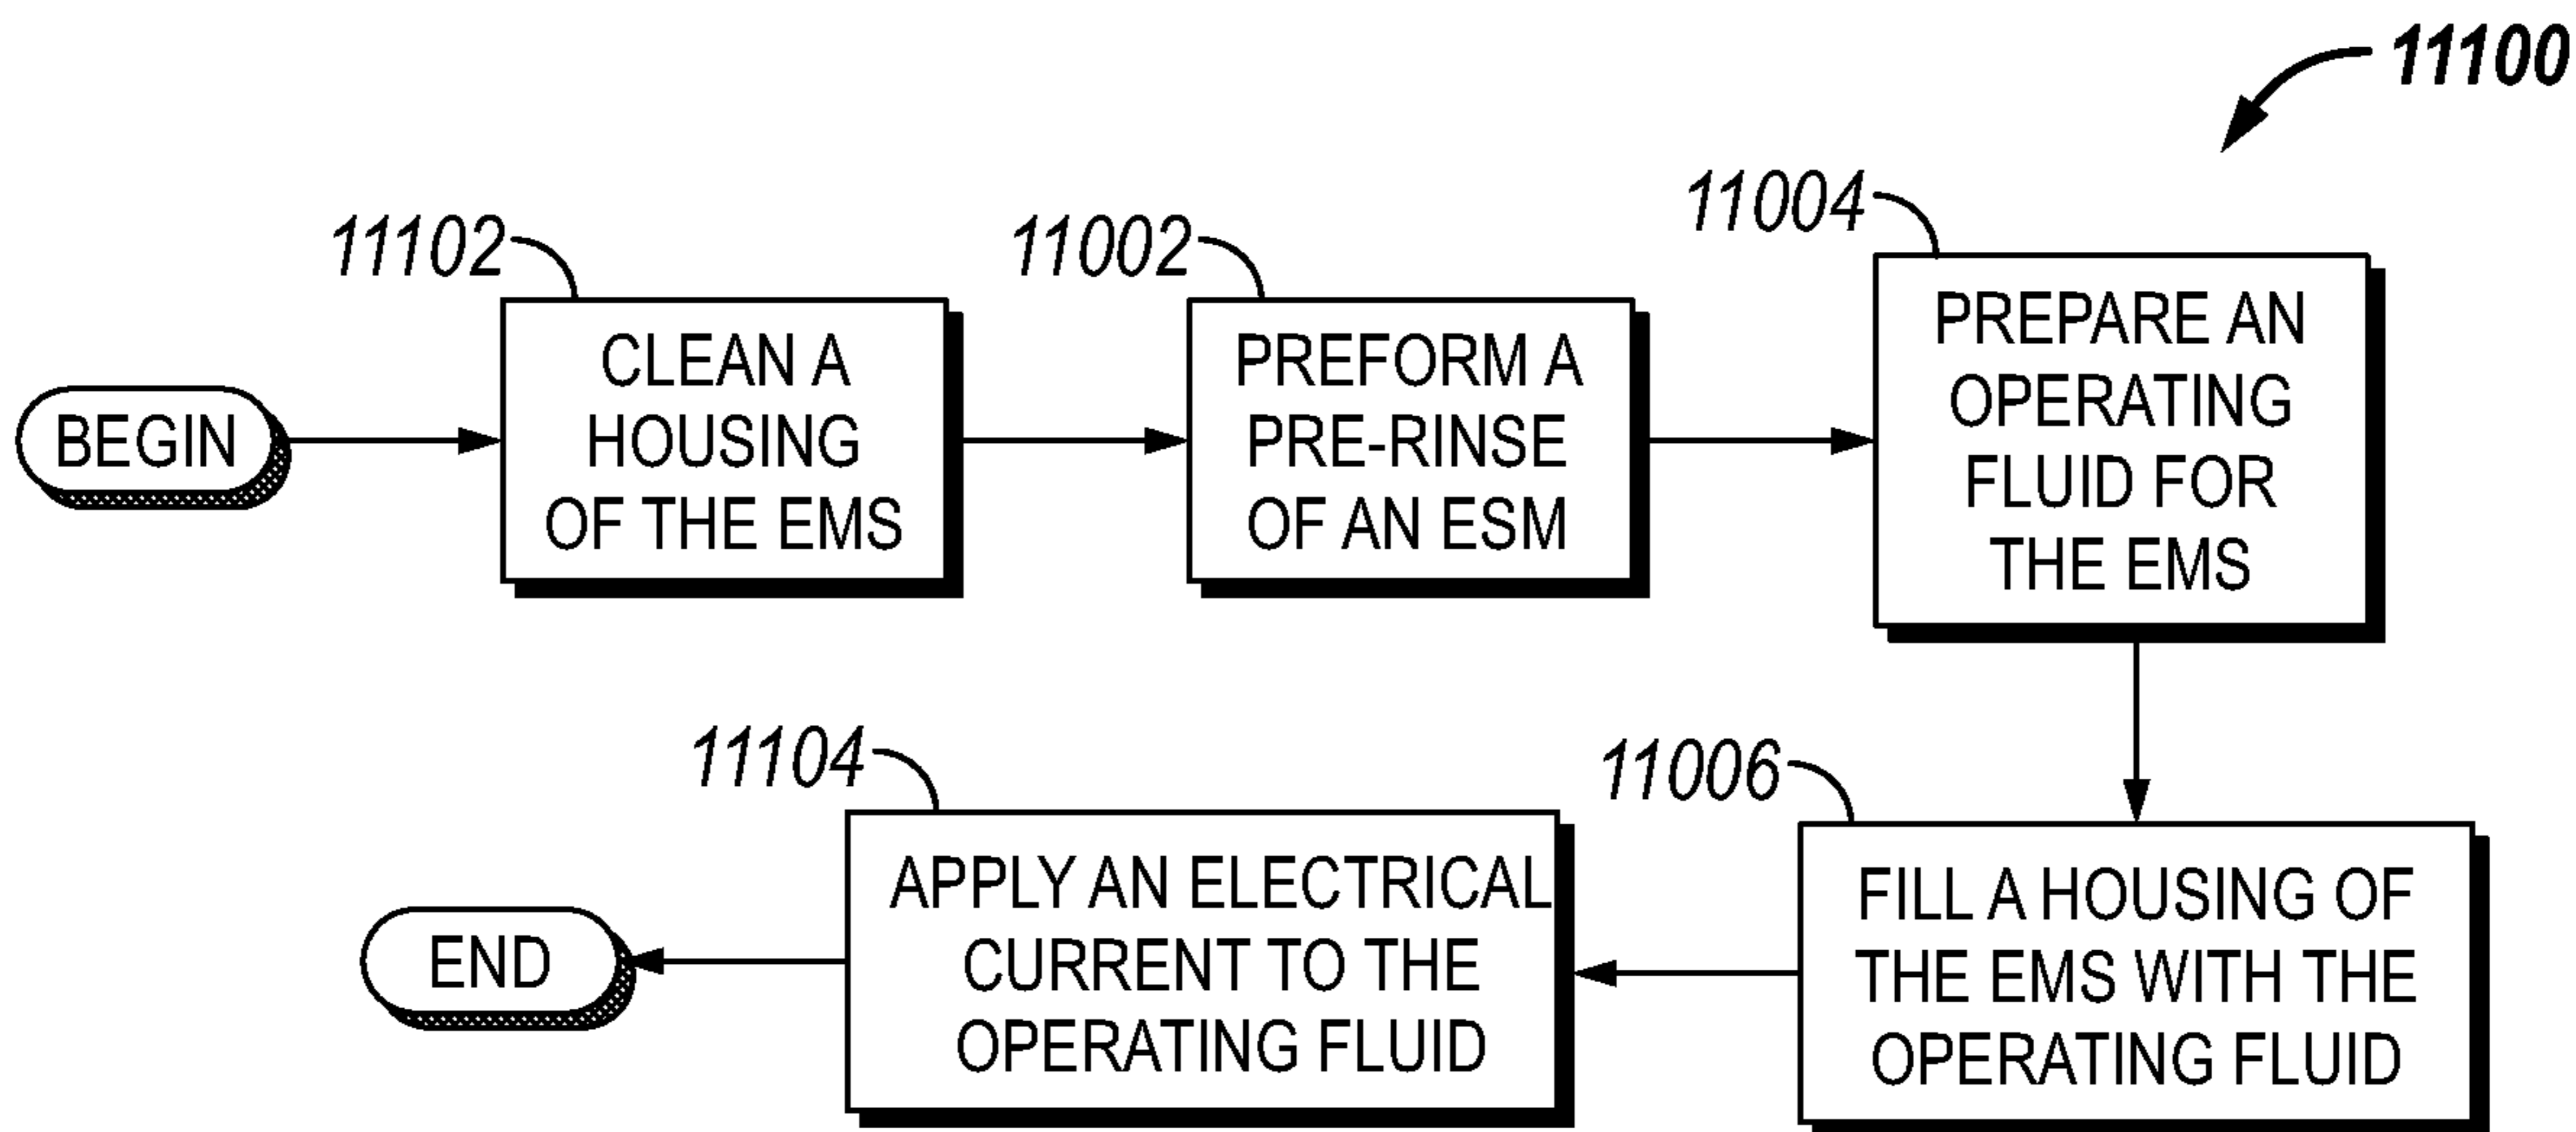 11100
11102
11002
11004
BEGIN
CLEAN A
HOUSING
OF THE EMS
PREFORM A
PRE-RINSE
OF AN ESM
PREPARE AN
OPERATING
FLUID FOR
THE EMS
11006
FILL A HOUSING OF
THE EMS WITH THE
OPERATING FLUID
11104
APPLY AN ELECTRICAL
CURRENT TO THE
OPERATING FLUID
END